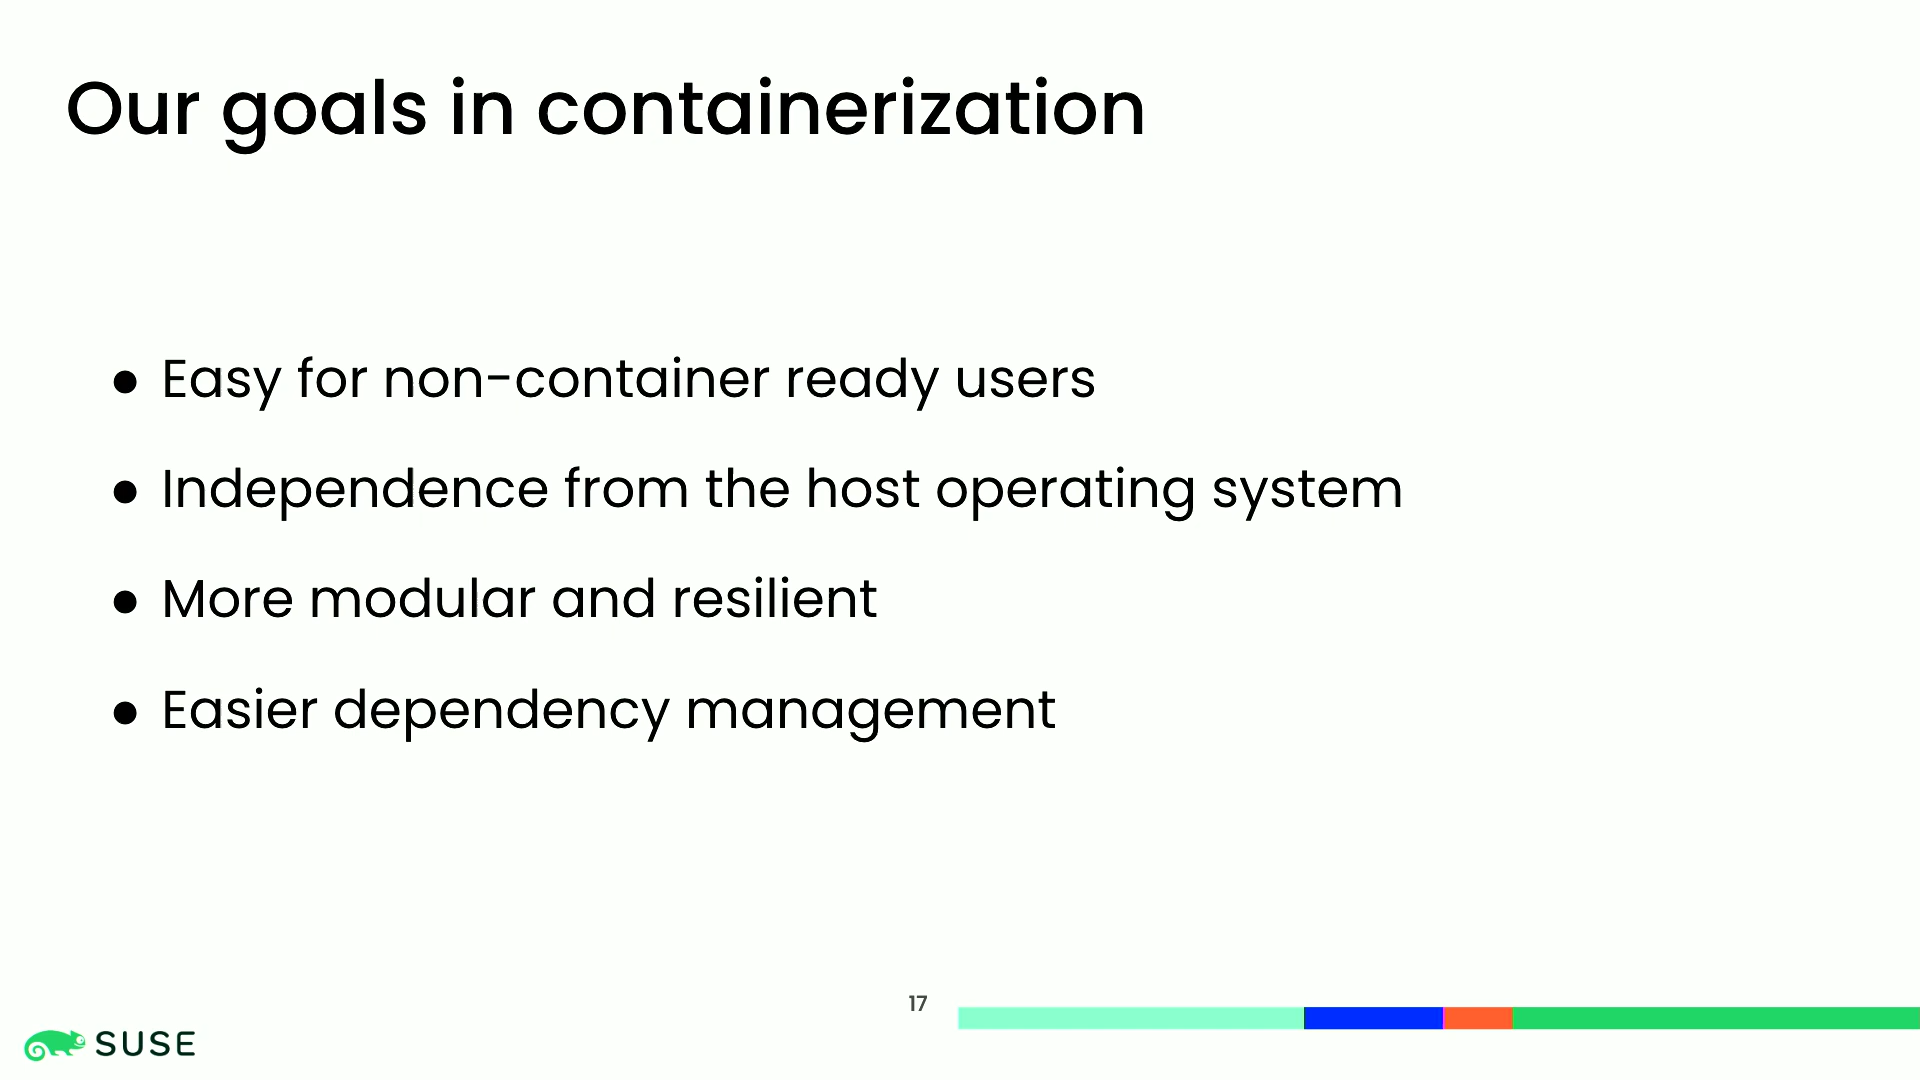 Our goals in containerization
● Easy for non-container ready users
● Independence from the host operating system
● More modular and resilient
● Easier dependency management
17
SUSE